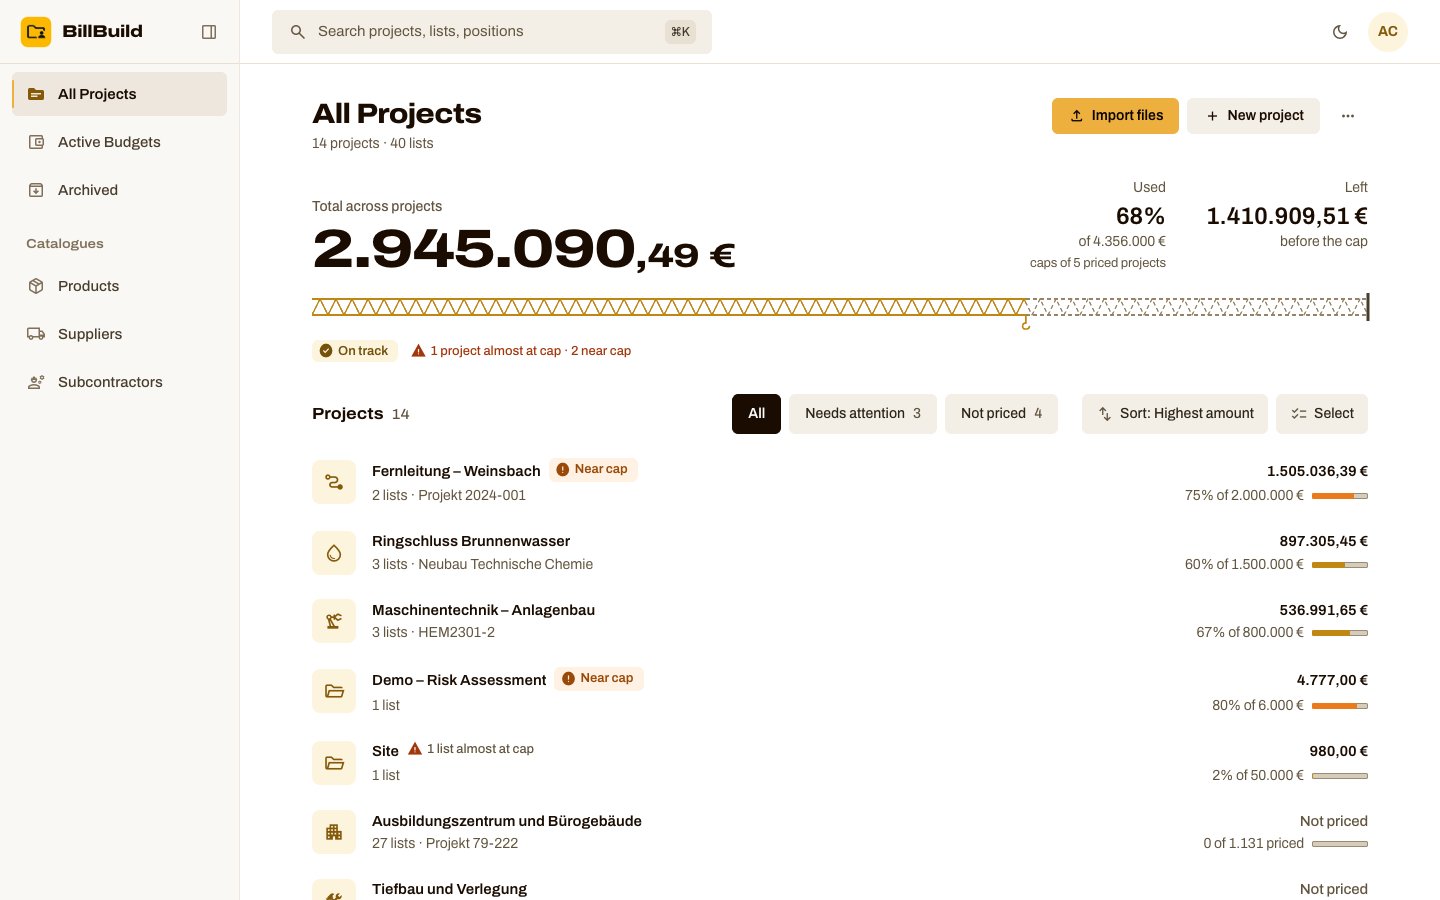 BillBuild
Search projects, lists, positions
⌘K
AC
All Projects
Active Budgets
Archived
Catalogues
Products
Suppliers
Subcontractors
All Projects
14 projects · 40 lists
Import files
New project
Total across projects
2.945.090,49 €
Used
68%
of 4.356.000 €
caps of 5 priced projects
Left
1.410.909,51 €
before the cap
On track
1 project almost at cap · 2 near cap
Projects 14
All
Needs attention 3
Not priced 4
Sort: Highest amount
Select
Fernleitung – Weinsbach
Near cap
1.505.036,39 €
2 lists · Projekt 2024-001
75% of 2.000.000 €
Ringschluss Brunnenwasser
897.305,45 €
3 lists · Neubau Technische Chemie
60% of 1.500.000 €
Maschinentechnik – Anlagenbau
536.991,65 €
3 lists · HEM2301-2
67% of 800.000 €
Demo – Risk Assessment
Near cap
4.777,00 €
1 list
80% of 6.000 €
Site
1 list almost at cap
980,00 €
1 list
2% of 50.000 €
Ausbildungszentrum und Bürogebäude
Not priced
27 lists · Projekt 79-222
0 of 1.131 priced
Tiefbau und Verlegung
Not priced